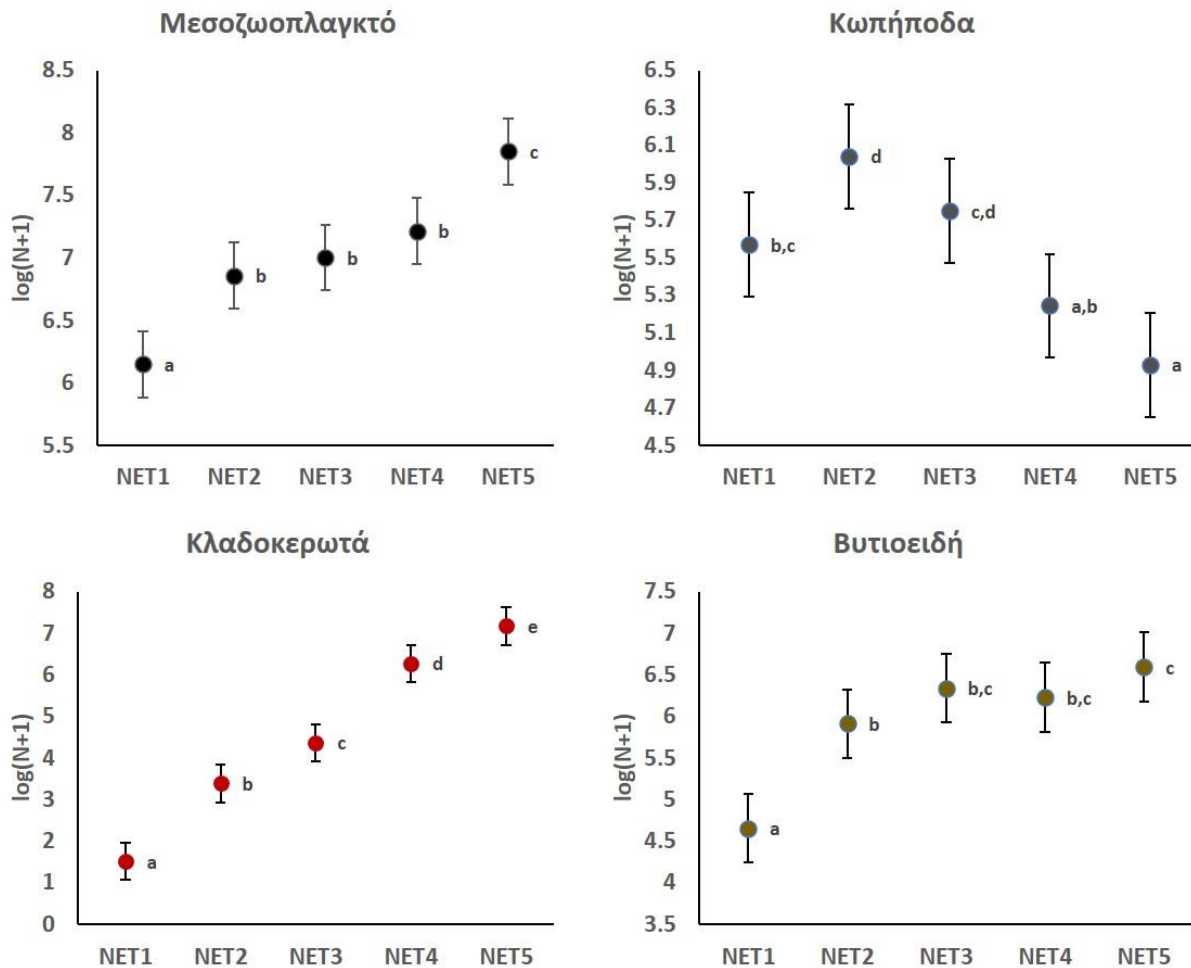 Μεσοζωοπλαγκτό
8.5
8
7.5
7
6.5
6
5.5
log(N+1)
a
b
b
b
c
NET1 NET2 NET3 NET4 NET5
Κωπήποδα
6.5
6.3
6.1
5.9
5.7
5.5
5.3
5.1
4.9
4.7
4.5
log(N+1)
b,c
d
c,d
a,b
a
NET1 NET2 NET3 NET4 NET5
Κλαδοκερωτά
8
7
6
5
4
3
2
1
0
log(N+1)
a
b
c
d
e
NET1 NET2 NET3 NET4 NET5
Βυτιοειδή
7.5
7
6.5
6
5.5
5
4.5
4
3.5
log(N+1)
a
b
b,c
b,c
c
NET1 NET2 NET3 NET4 NET5